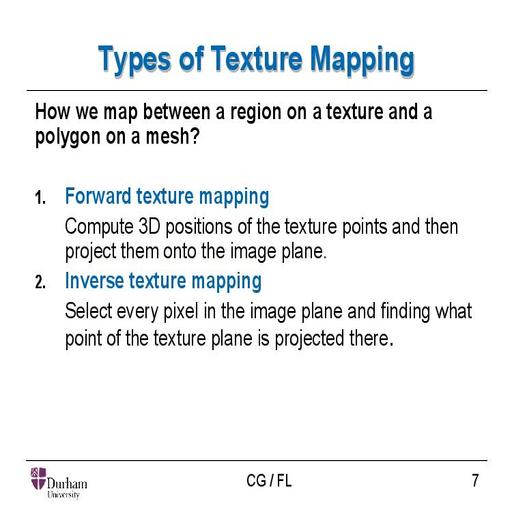 Types of Texture Mapping
How we map between a region on a texture and a
polygon on a mesh?
1. Forward texture mapping
Compute 3D positions of the texture points and then
project them onto the image plane.
2. Inverse texture mapping
Select every pixel in the image plane and finding what
point of the texture plane is projected there.
Durham
University
CG / FL
7